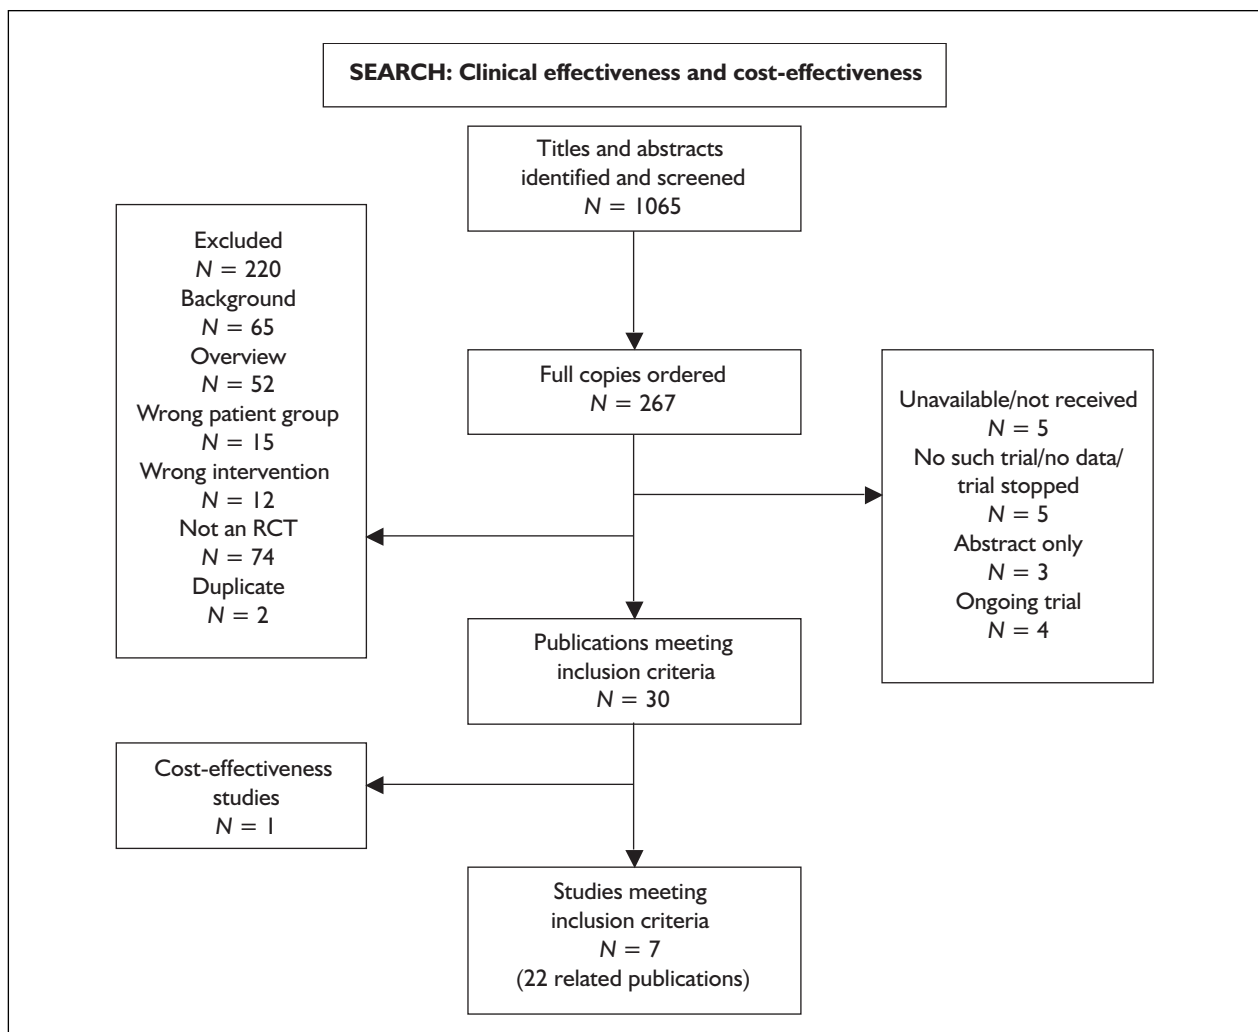 SEARCH: Clinical effectiveness and cost-effectiveness
Titles and abstracts
identified and screened
N = 1065
Excluded
N = 220
Background
N = 65
Overview
N = 52
Wrong patient group
N = 15
Wrong intervention
N = 12
Not an RCT
N = 74
Duplicate
N = 2
Full copies ordered
N = 267
Unavailable/not received
N = 5
No such trial/no data/
trial stopped
N = 5
Abstract only
N = 3
Ongoing trial
N = 4
Publications meeting
inclusion criteria
N = 30
Cost-effectiveness
studies
N = 1
Studies meeting
inclusion criteria
N = 7
(22 related publications)